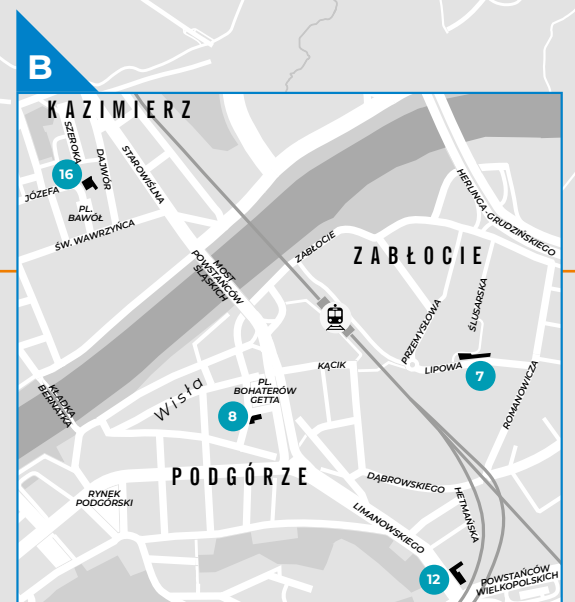 B
KAZIMIERZ
SZEROKA
DAJWÓR
STAROWIŚLNA
16
JÓZEFA
PL.
BAWÓŁ
ŚW. WAWRZYŃCA
HERLINGA-GRUDZIŃSKIEGO
ZABŁOCIE
ZABŁOCIE
MOST
POWSTAŃCÓW
ŚLĄSKICH
PRZEMYSŁOWA
ŚLUSARSKA
KĄCIK
LIPOWA
7
ROMANOWICZA
KŁADKA
BERNATKA
Wisła
PL.
BOHATERÓW
GETTA
8
PODGÓRZE
RYNEK
PODGÓRSKI
DĄBROWSKIEGO
HETMAŃSKA
LIMANOWSKIEGO
12
POWSTAŃCÓW
WIELKOPOLSKICH